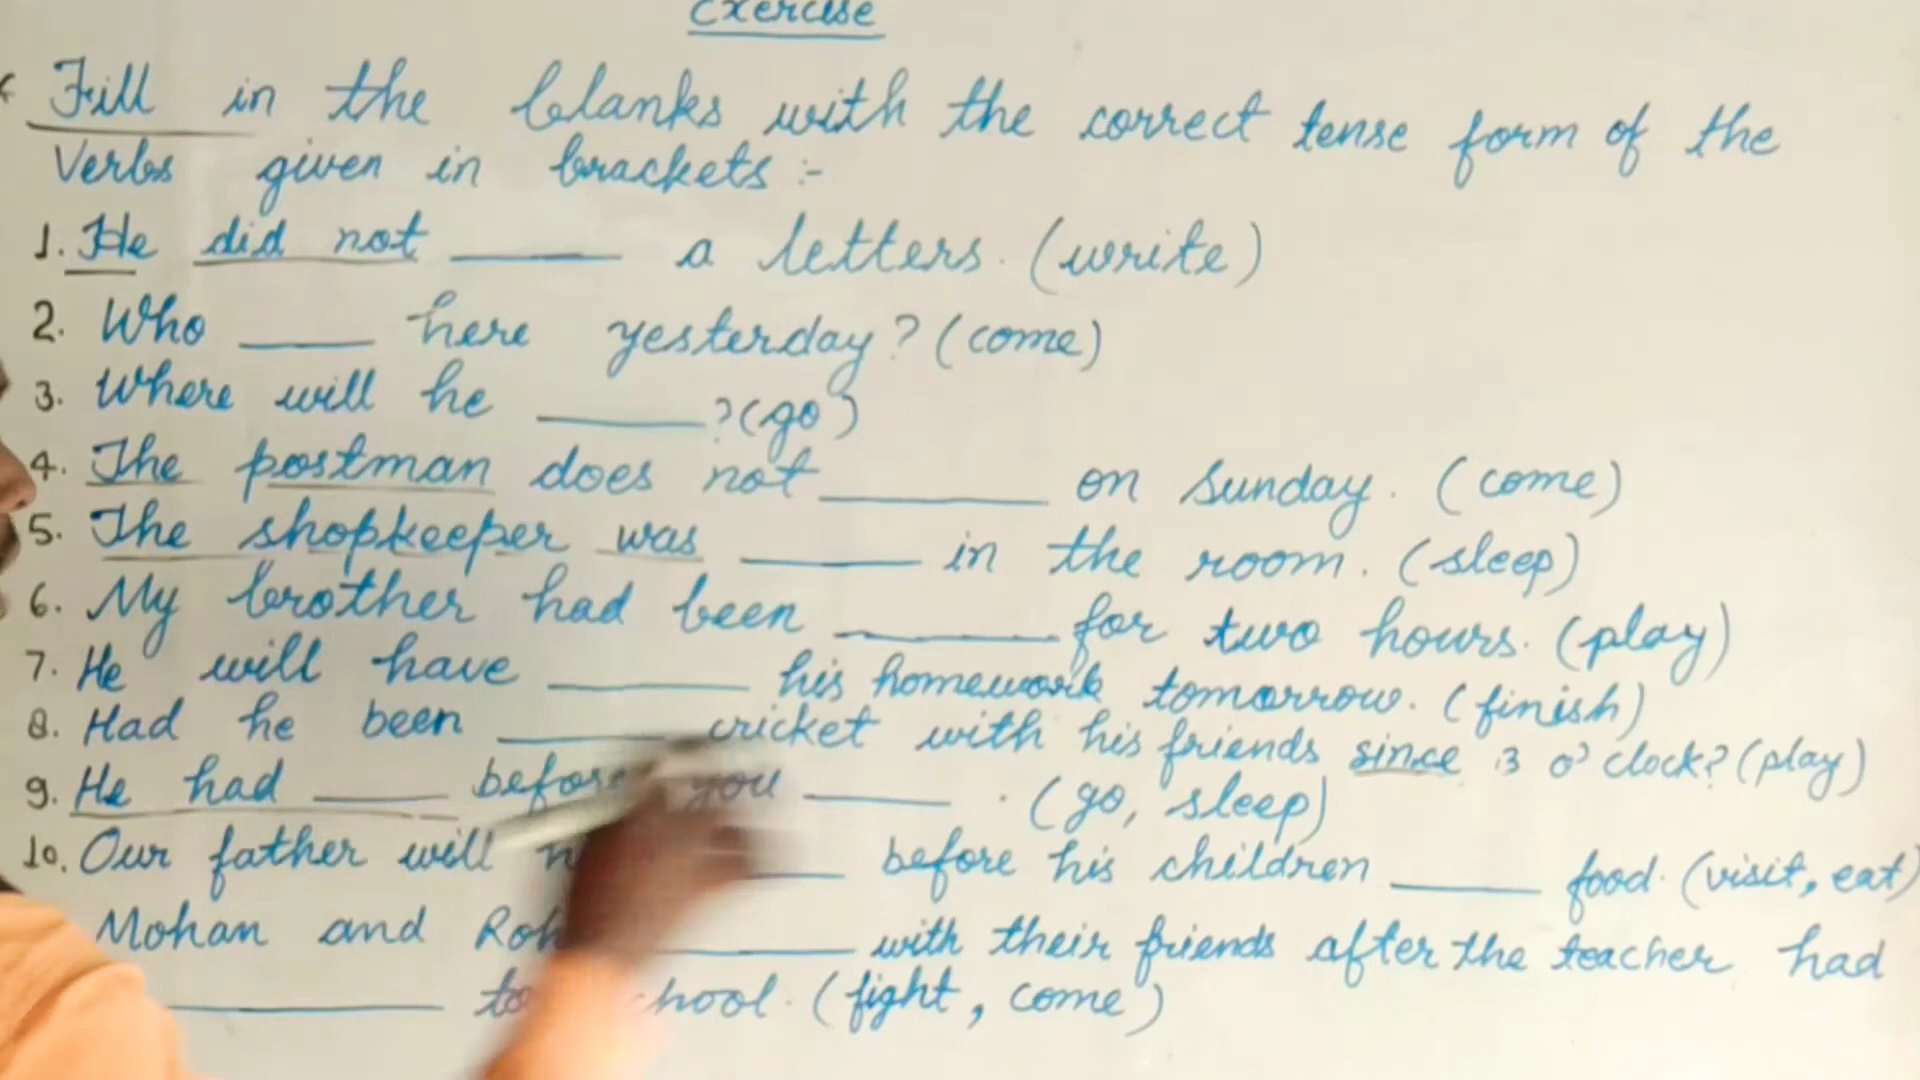 Exercise
Fill in the blanks with the correct tense form of the
Verbs given in brackets :-
1. He did not ______ a letters. (write)
2. Who ______ here yesterday? (come)
3. Where will he ______ ? (go)
4. The postman does not ______ on Sunday. (come)
5. The shopkeeper was ______ in the room. (sleep)
6. My brother had been ______ for two hours. (play)
7. He will have ______ his homework tomorrow. (finish)
8. Had he been ______ cricket with his friends since 3 o' clock? (play)
9. He had ______ before you ______ . (go, sleep)
10. Our father will ______ before his children ______ food. (visit, eat)
Mohan and ______ with their friends after the teacher had
______ to school. (fight, come)